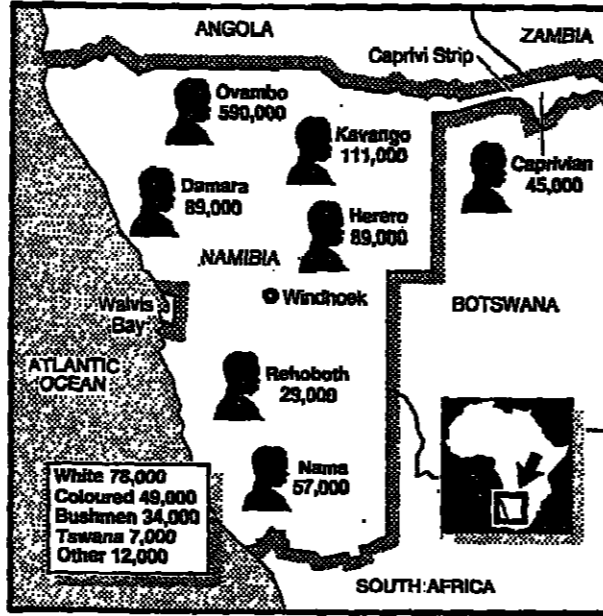 ANGOLA
ZAMBIA
Caprivi Strip
Ovambo
590,000
Kavango
111,000
Caprivian
45,000
Damara
89,000
Herero
89,000
NAMIBIA
Windhoek
BOTSWANA
Walvis
Bay
ATLANTIC
OCEAN
Rehoboth
29,000
Nama
57,000
White 78,000
Coloured 49,000
Bushmen 34,000
Tswana 7,000
Other 12,000
SOUTH AFRICA